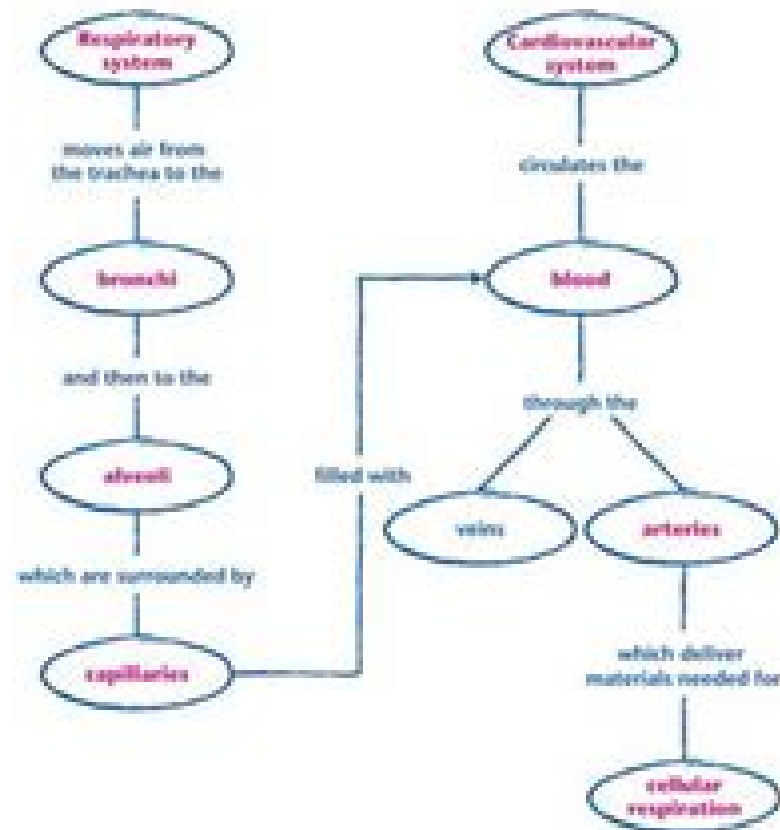 Respiratory
system
moves air from
the trachea to the
bronchi
and then to the
alveoli
which are surrounded by
capillaries
filled with
Cardiovascular
system
circulates the
blood
through the
veins
arteries
which deliver
materials needed for
cellular
respiration